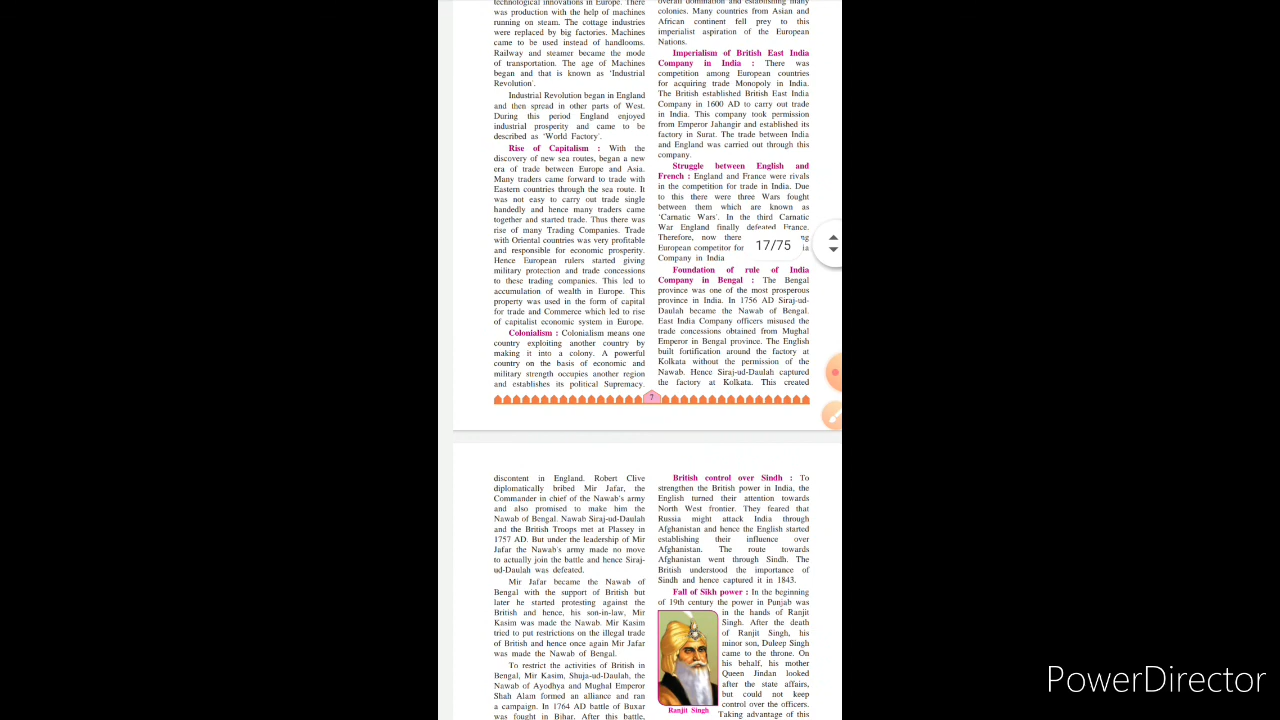 technological innovations in Europe. There
was production with the help of machines
running on steam. The cottage industries
were replaced by big factories. Machines
came to be used instead of handlooms.
Railway and steamer became the mode
of transportation. The age of Machines
began and that is known as 'Industrial
Revolution'.
Industrial Revolution began in England
and then spread in other parts of West.
During this period England enjoyed
industrial prosperity and came to be
described as 'World Factory'.
Rise of Capitalism : With the
discovery of new sea routes, began a new
era of trade between Europe and Asia.
Many traders came forward to trade with
Eastern countries through the sea route. It
was not easy to carry out trade single
handedly and hence many traders came
together and started trade. Thus there was
rise of many Trading Companies. Trade
with Oriental countries was very profitable
and responsible for economic prosperity.
Hence European rulers started giving
military protection and trade concessions
to these trading companies. This led to
accumulation of wealth in Europe. This
property was used in the form of capital
for trade and Commerce which led to rise
of capitalist economic system in Europe.
Colonialism : Colonialism means one
country exploiting another country by
making it into a colony. A powerful
country on the basis of economic and
military strength occupies another region
and establishes its political Supremacy.
overall domination and establishing many
colonies. Many countries from Asian and
African continent fell prey to this
imperialist aspiration of the European
Nations.
Imperialism of British East India
Company in India : There was
competition among European countries
for acquiring trade Monopoly in India.
The British established British East India
Company in 1600 AD to carry out trade
in India. This company took permission
from Emperor Jahangir and established its
factory in Surat. The trade between India
and England was carried out through this
company.
Struggle between English and
French : England and France were rivals
in the competition for trade in India. Due
to this there were three Wars fought
between them which are known as
'Carnatic Wars'. In the third Carnatic
War England finally defeated France.
Therefore, now there ng
European competitor for ia
Company in India
17/75
Foundation of rule of India
Company in Bengal : The Bengal
province was one of the most prosperous
province in India. In 1756 AD Siraj-ud-
Daulah became the Nawab of Bengal.
East India Company officers misused the
trade concessions obtained from Mughal
Emperor in Bengal province. The English
built fortification around the factory at
Kolkata without the permission of the
Nawab. Hence Siraj-ud-Daulah captured
the factory at Kolkata. This created
7
discontent in England. Robert Clive
diplomatically bribed Mir Jafar, the
Commander in chief of the Nawab's army
and also promised to make him the
Nawab of Bengal. Nawab Siraj-ud-Daulah
and the British Troops met at Plassey in
1757 AD. But under the leadership of Mir
Jafar the Nawab's army made no move
to actually join the battle and hence Siraj-
ud-Daulah was defeated.
Mir Jafar became the Nawab of
Bengal with the support of British but
later he started protesting against the
British and hence, his son-in-law, Mir
Kasim was made the Nawab. Mir Kasim
tried to put restrictions on the illegal trade
of British and hence once again Mir Jafar
was made the Nawab of Bengal.
To restrict the activities of British in
Bengal, Mir Kasim, Shuja-ud-Daulah, the
Nawab of Ayodhya and Mughal Emperor
Shah Alam formed an alliance and ran
a campaign. In 1764 AD battle of Buxar
was fought in Bihar. After this battle,
British control over Sindh : To
strengthen the British power in India, the
English turned their attention towards
North West frontier. They feared that
Russia might attack India through
Afghanistan and hence the English started
establishing their influence over
Afghanistan. The route towards
Afghanistan went through Sindh. The
British understood the importance of
Sindh and hence captured it in 1843.
Fall of Sikh power : In the beginning
of 19th century the power in Punjab was
in the hands of Ranjit
Singh. After the death
of Ranjit Singh, his
minor son, Duleep Singh
came to the throne. On
his behalf, his mother
Queen Jindan looked
after the state affairs,
but could not keep
control over the officers.
Taking advantage of this
Ranjit Singh
PowerDirector